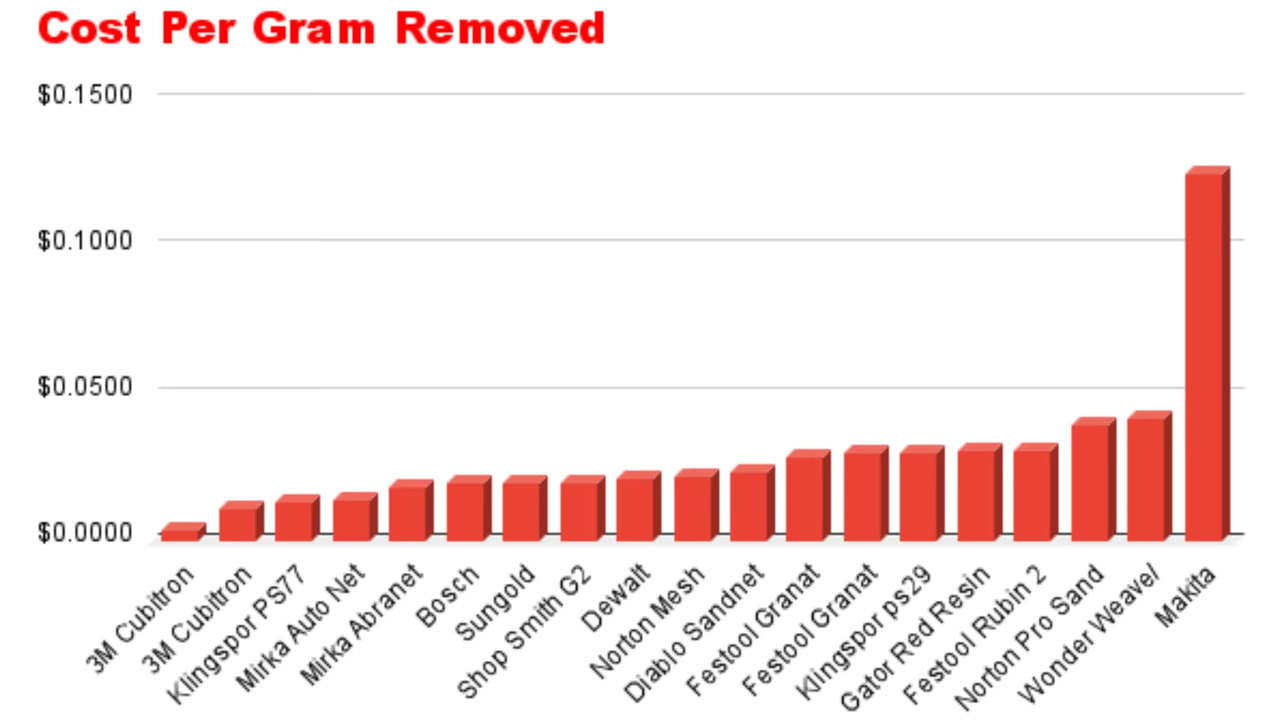 Cost Per Gram Removed
$0.1500
$0.1000
$0.0500
$0.0000
3M Cubitron
3M Cubitron
Klingspor PS77
Mirka Auto Net
Mirka Abranet
Bosch
Sungold
Shop Smith G2
Dewalt
Norton Mesh
Diablo Sandnet
Festool Granat
Festool Granat
Klingspor ps29
Gator Red Resin
Festool Rubin 2
Norton Pro Sand
Wonder Weave/
Makita